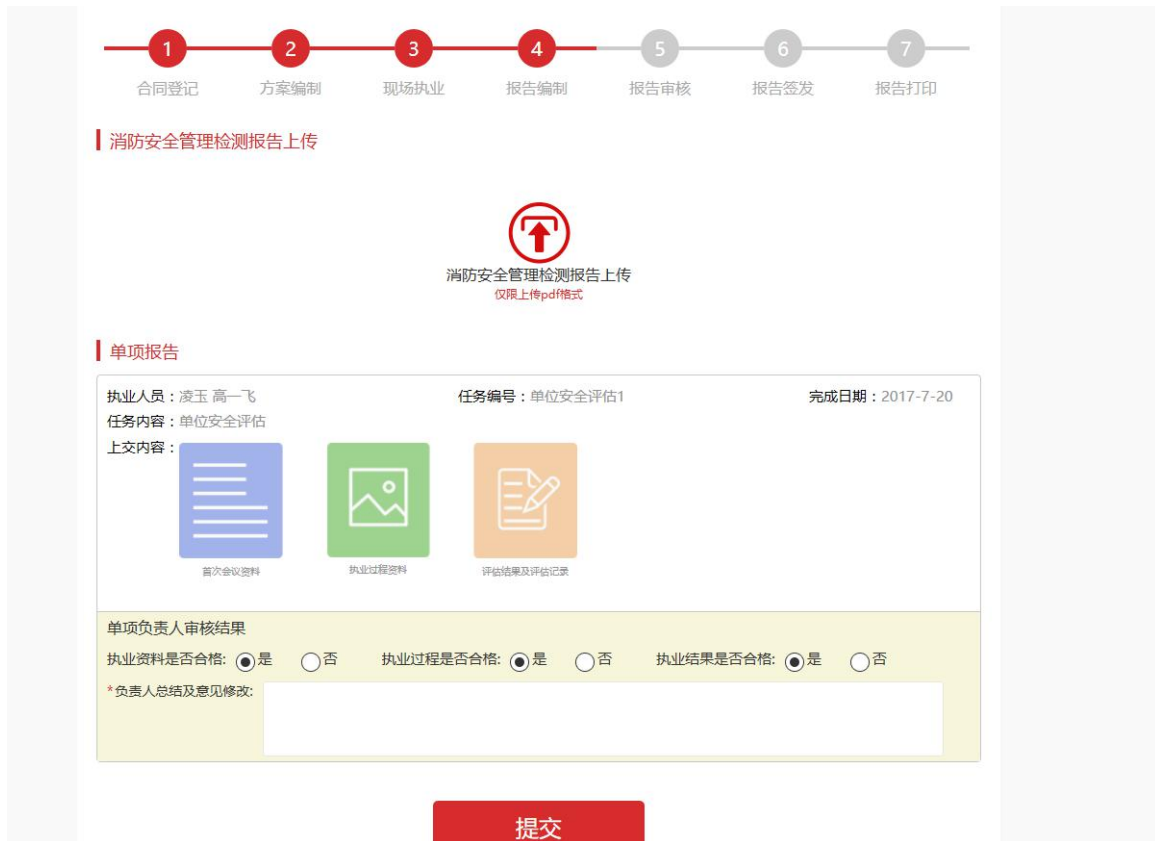 1 2 3 4 5 6 7
合同登记 方案编制 现场执业 报告编制 报告审核 报告签发 报告打印
消防安全管理检测报告上传
消防安全管理检测报告上传
仅限上传pdf格式
单项报告
执业人员：凌玉 高一飞 任务编号：单位安全评估1 完成日期：2017-7-20
任务内容：单位安全评估
上交内容：
首次会议资料 执业过程资料 评估结果及评估记录
单项负责人审核结果
执业资料是否合格: 是 否 执业过程是否合格: 是 否 执业结果是否合格: 是 否
*负责人总结及意见修改:
提交